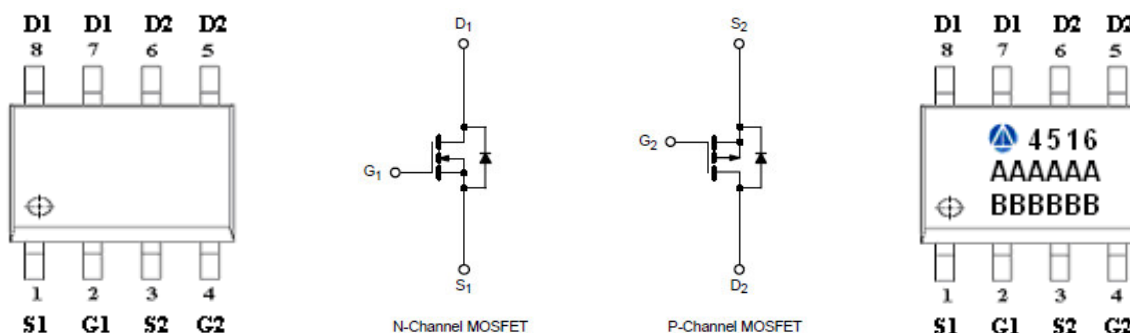 D1 D1 D2 D2
8 7 6 5
1 2 3 4
S1 G1 S2 G2
D1
G1
S1
N-Channel MOSFET
S2
G2
D2
P-Channel MOSFET
D1 D1 D2 D2
8 7 6 5
4516
AAAAAA
BBBBBB
1 2 3 4
S1 G1 S2 G2